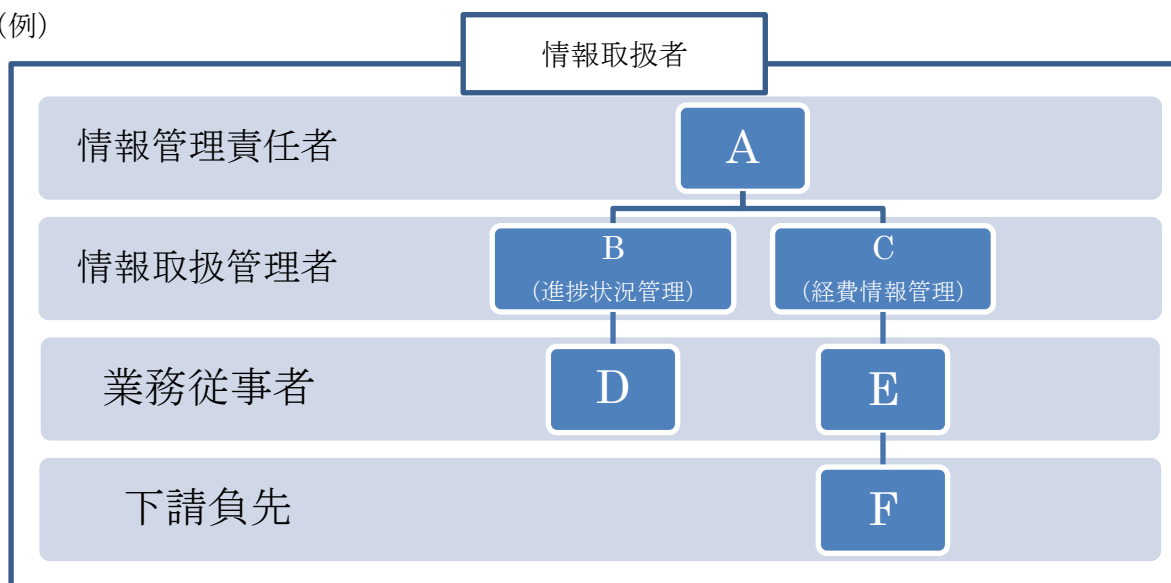 （例）
情報取扱者
情報管理責任者
A
情報取扱管理者
B
（進捗状況管理）
C
（経費情報管理）
業務従事者
D
E
下請負先
F